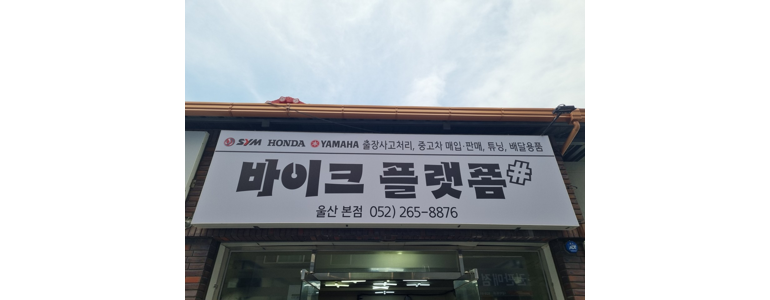 SYM HONDA YAMAHA 출장사고처리, 중고차 매입·판매, 튜닝, 배달용품
바이크 플랫폼#
울산 본점 052) 265-8876